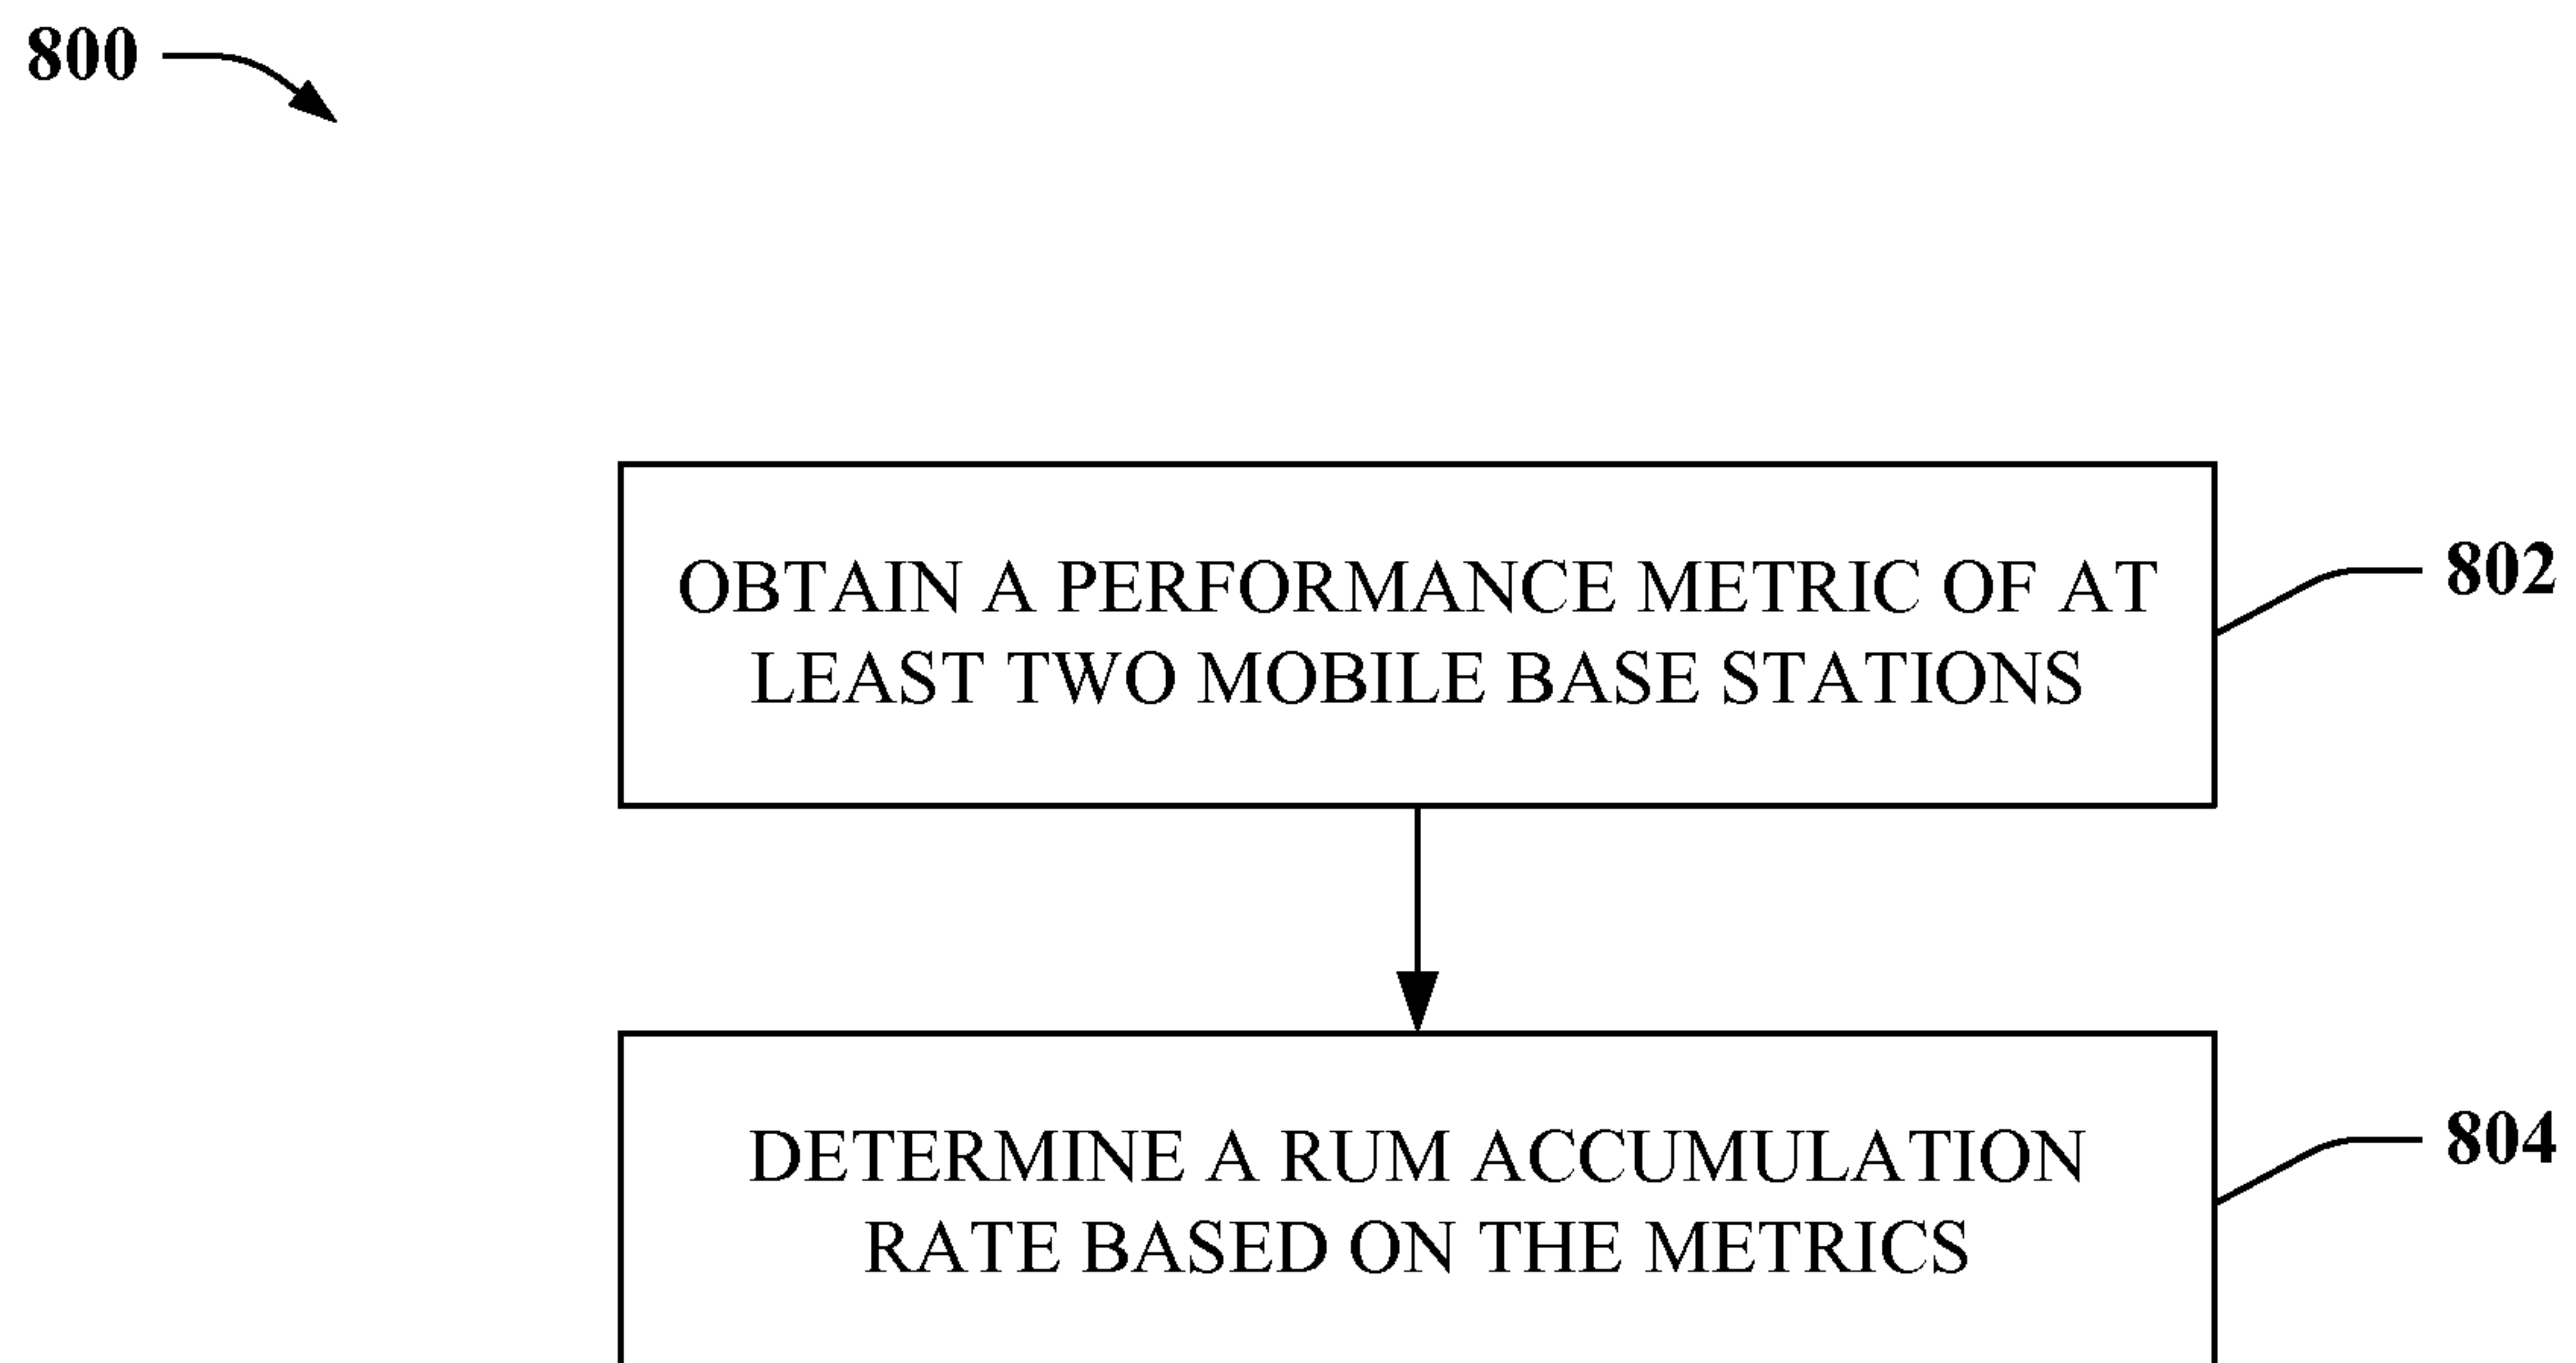 800
OBTAIN A PERFORMANCE METRIC OF AT
LEAST TWO MOBILE BASE STATIONS
802
DETERMINE A RUM ACCUMULATION
RATE BASED ON THE METRICS
804